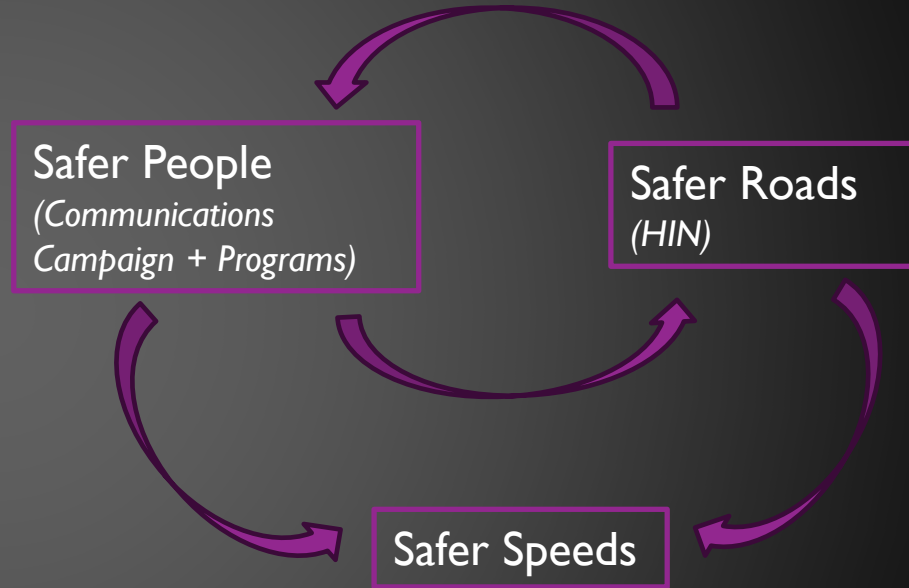 Safer People
(Communications
Campaign + Programs)
Safer Roads
(HIN)
Safer Speeds